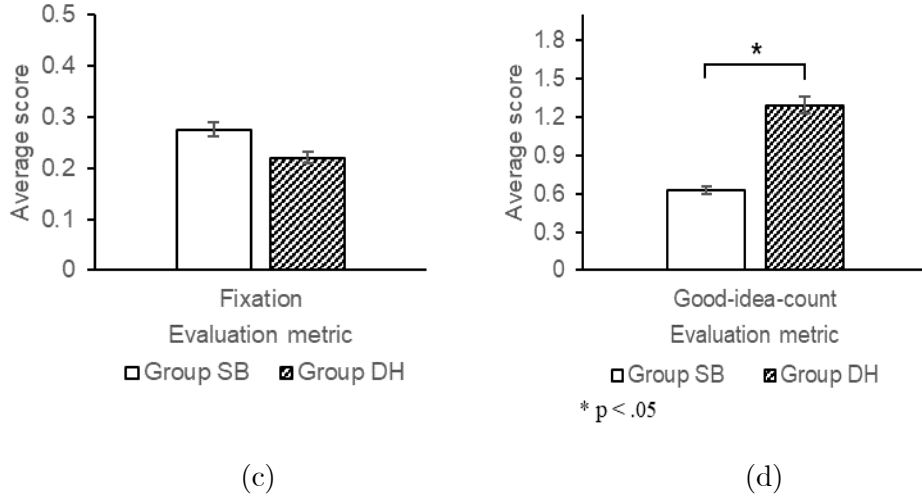 0.5
0.4
0.3
0.2
0.1
0
Average score
Fixation
Evaluation metric
Group SB Group DH
(c)
1.8
1.5
1.2
0.9
0.6
0.3
0
Average score
*
Good-idea-count
Evaluation metric
Group SB Group DH
* p < .05
(d)